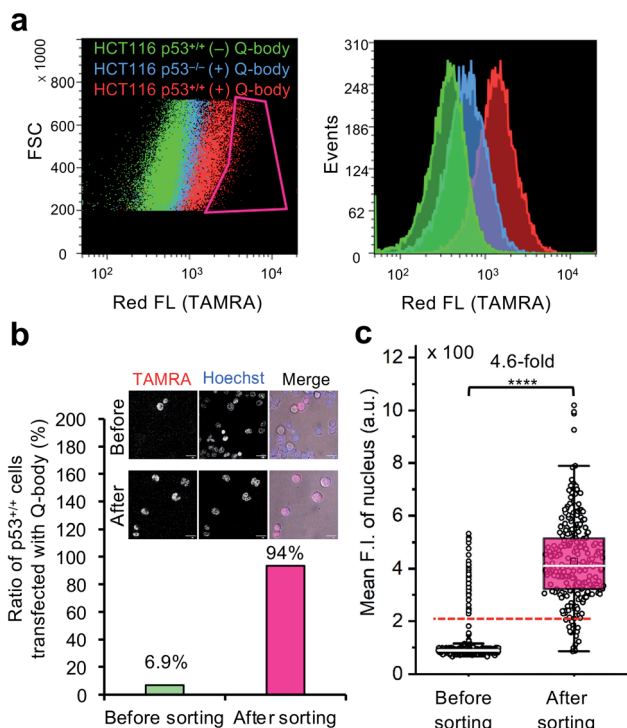 a
HCT116 p53+/+ (–) Q-body
HCT116 p53–/– (+) Q-body
HCT116 p53+/+ (+) Q-body
x 1000
800
600
400
200
0
FSC
10²
10³
10⁴
Red FL (TAMRA)
310
248
186
124
62
0
Events
10²
10³
10⁴
Red FL (TAMRA)
b
TAMRA Hoechst Merge
Before
After
200
180
160
140
120
100
80
60
40
20
0
Ratio of p53+/+ cells
transfected with Q-body (%)
6.9%
94%
Before sorting After sorting
c
x 100
4.6-fold
****
12
10
8
6
4
2
0
Mean F.I. of nucleus (a.u.)
Before
sorting
After
sorting